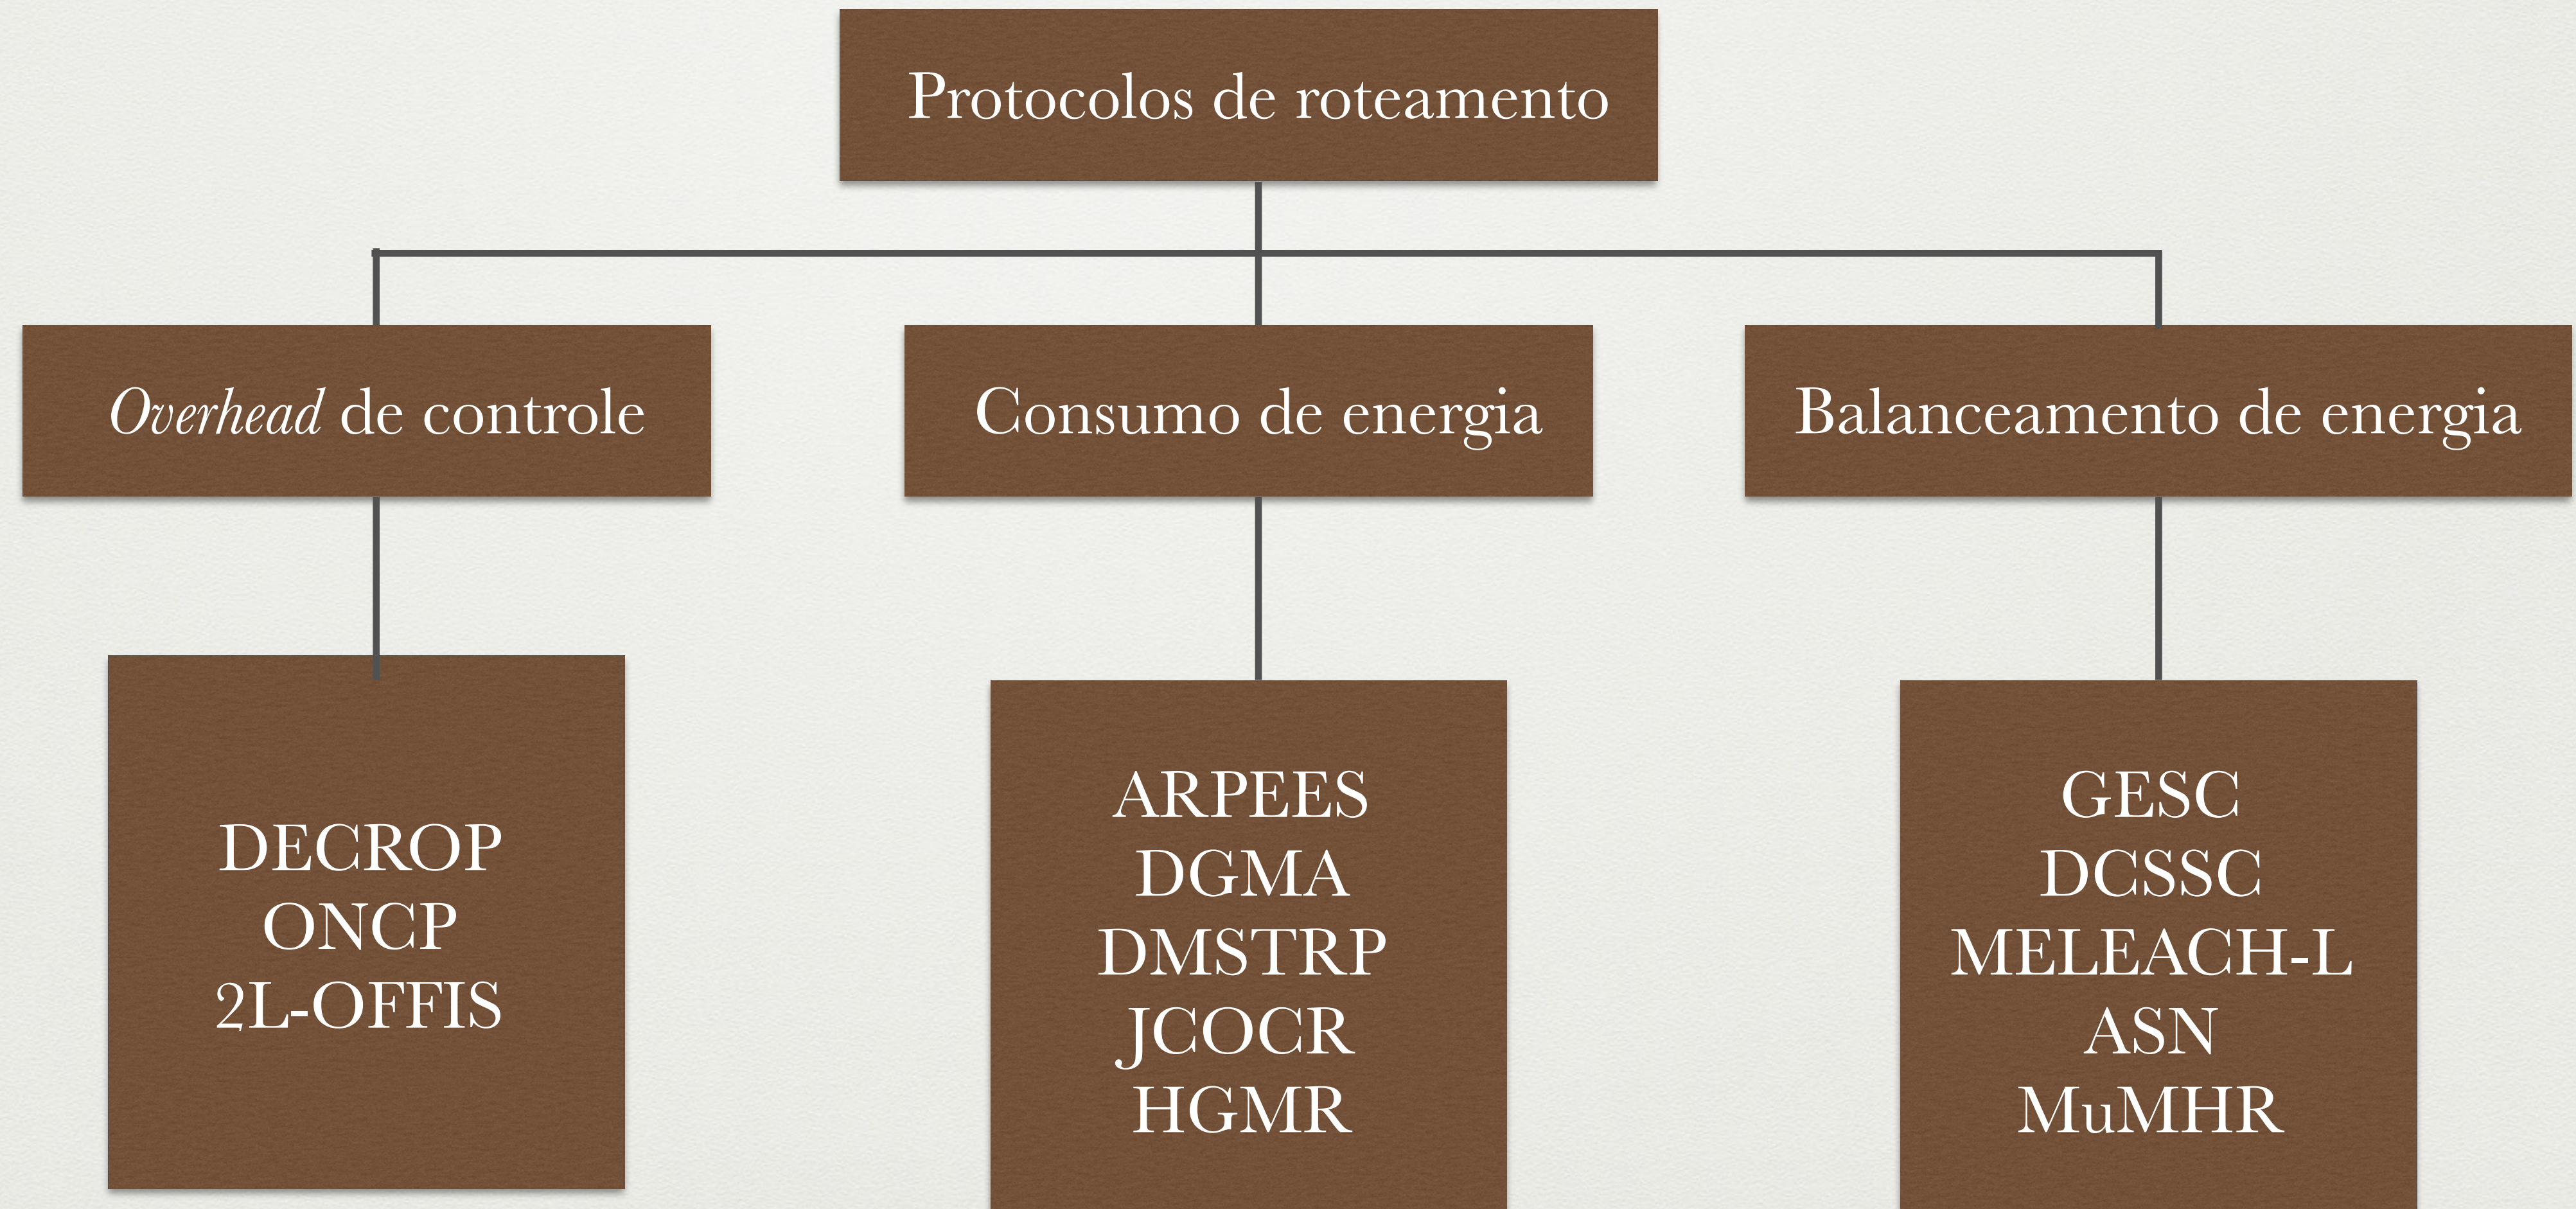 Protocolos de roteamento
Overhead de controle
Consumo de energia
Balanceamento de energia
DECROP
ONCP
2L-OFFIS
ARPEES
DGMA
DMSTRP
JCOCR
HGMR
GESC
DCSSC
MELEACH-L
ASN
MuMHR